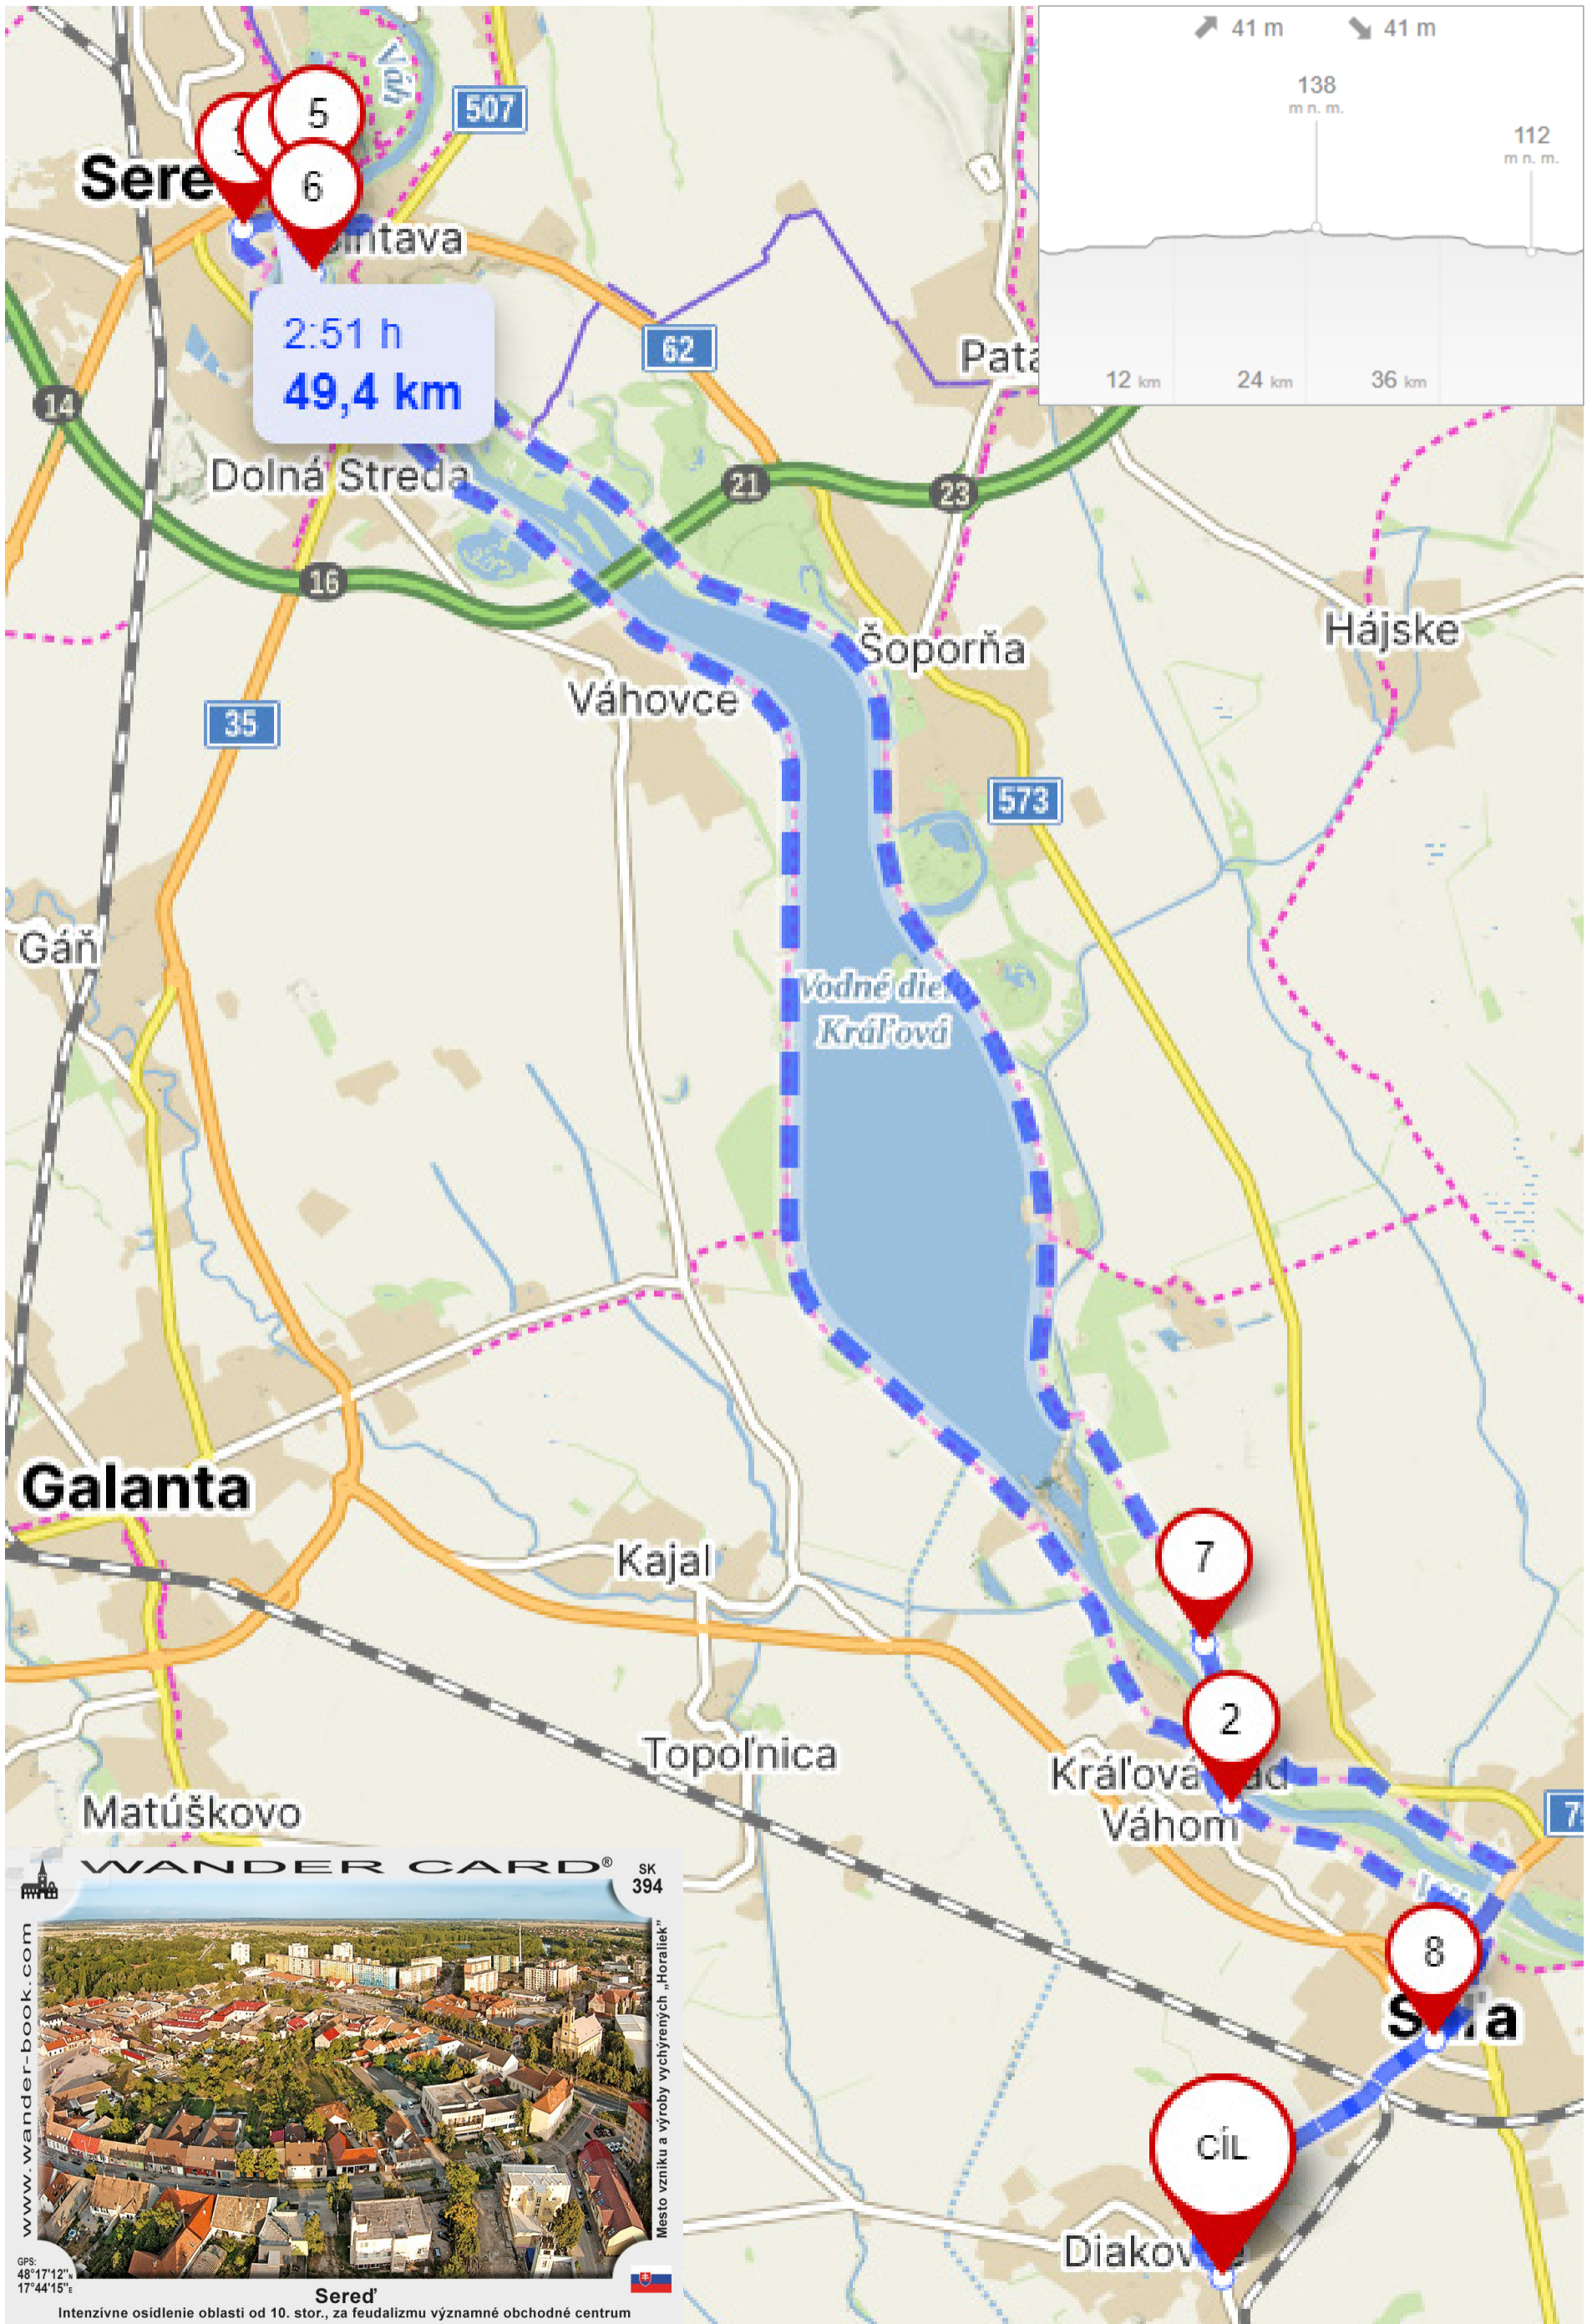 41 m 41 m
138
m n. m.
112
m n. m.
12 km 24 km 36 km
Váh
507
5
6
2:51 h
49,4 km
62
14
Dolná Streda
21
23
16
Šoporňa
Hájske
Váhovce
35
573
Gáň
Vodné
Kráľová
Galanta
Kajal
7
2
Topoľnica
Kráľová
Váhom
Matúškovo
8
CÍL
WANDER CARD®
SK
394
www.wander-book.com
Mesto vzniku a výroby vychýrených „Horaliek”
GPS:
48°17'12"N
17°44'15"E
Sereď
Intenzívne osídlenie oblasti od 10. stor., za feudalizmu významné obchodné centrum